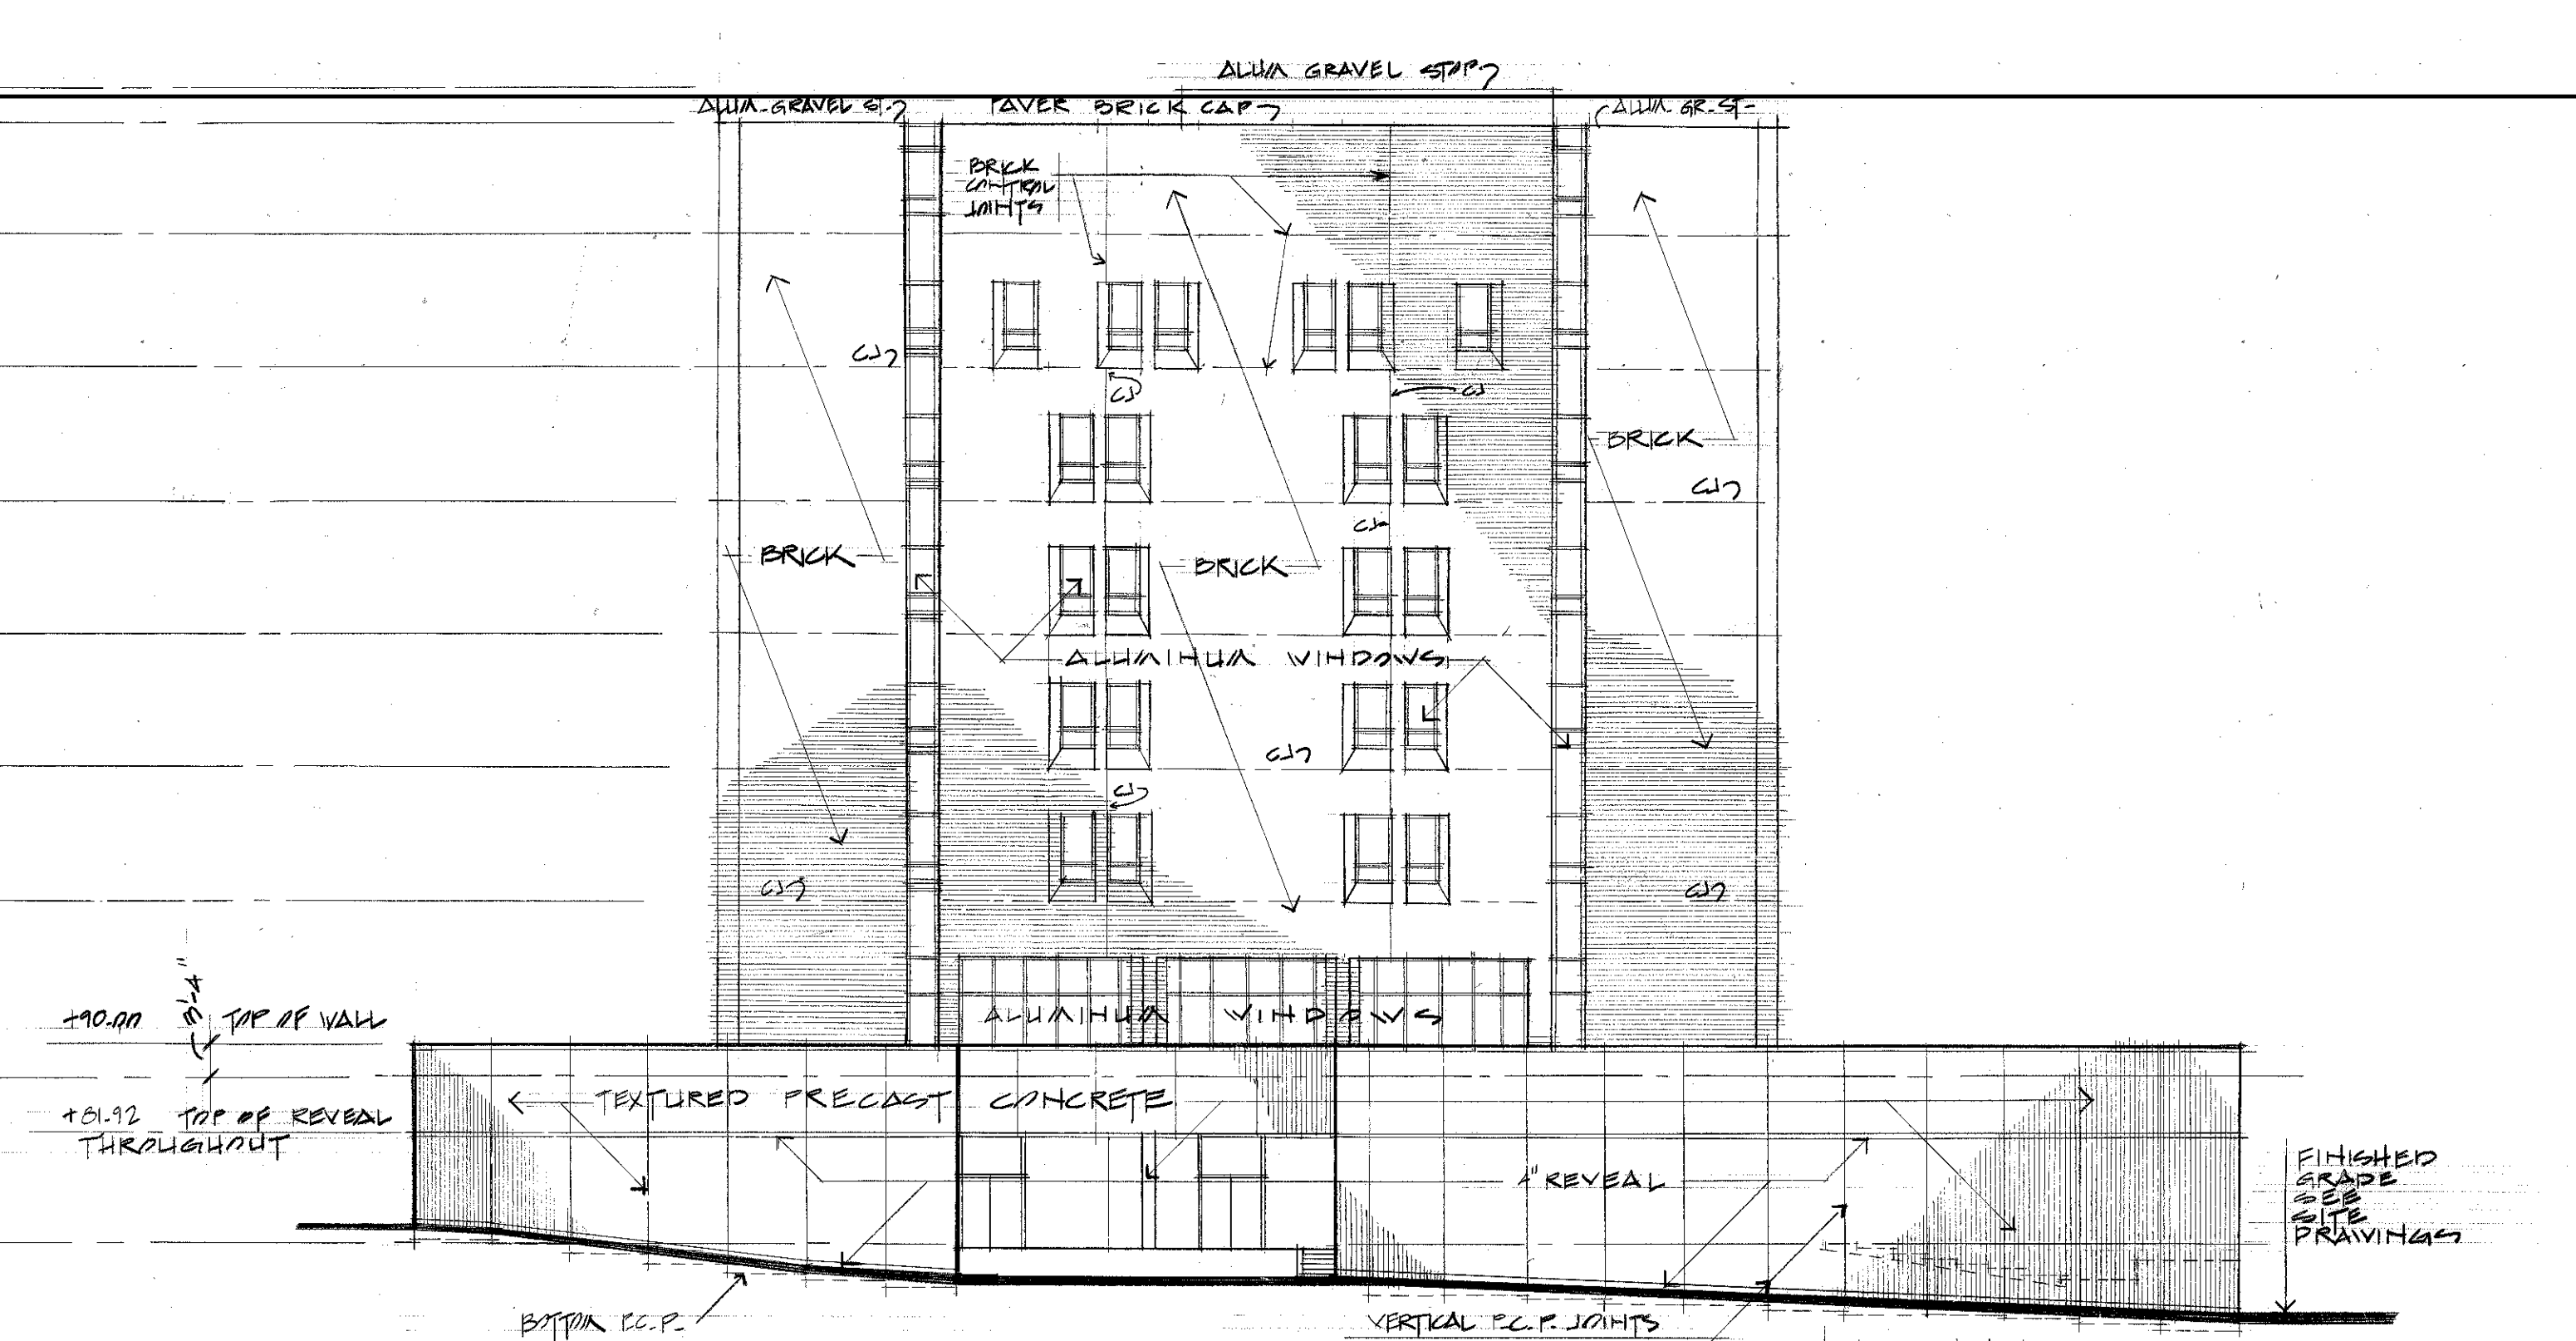 ALUM GRAVEL STOP
ALUM. GRAVEL ST.
PAVER BRICK CAP
ALUM. GR. ST.
BRICK
CONTROL
JOINTS
CJ
CJ
CJ
BRICK
CJ
CJ
BRICK
BRICK
ALUMINUM WINDOWS
CJ
CJ
CJ
CJ
3'-4"
+90.00 TOP OF WALL
ALUMINUM WINDOWS
TEXTURED PRECAST CONCRETE
+81.92 TOP OF REVEAL
THROUGHOUT
4" REVEAL
FINISHED
GRADE
SEE
SITE
DRAWINGS
BOTTOM P.C.P.
VERTICAL P.C.P. JOINTS